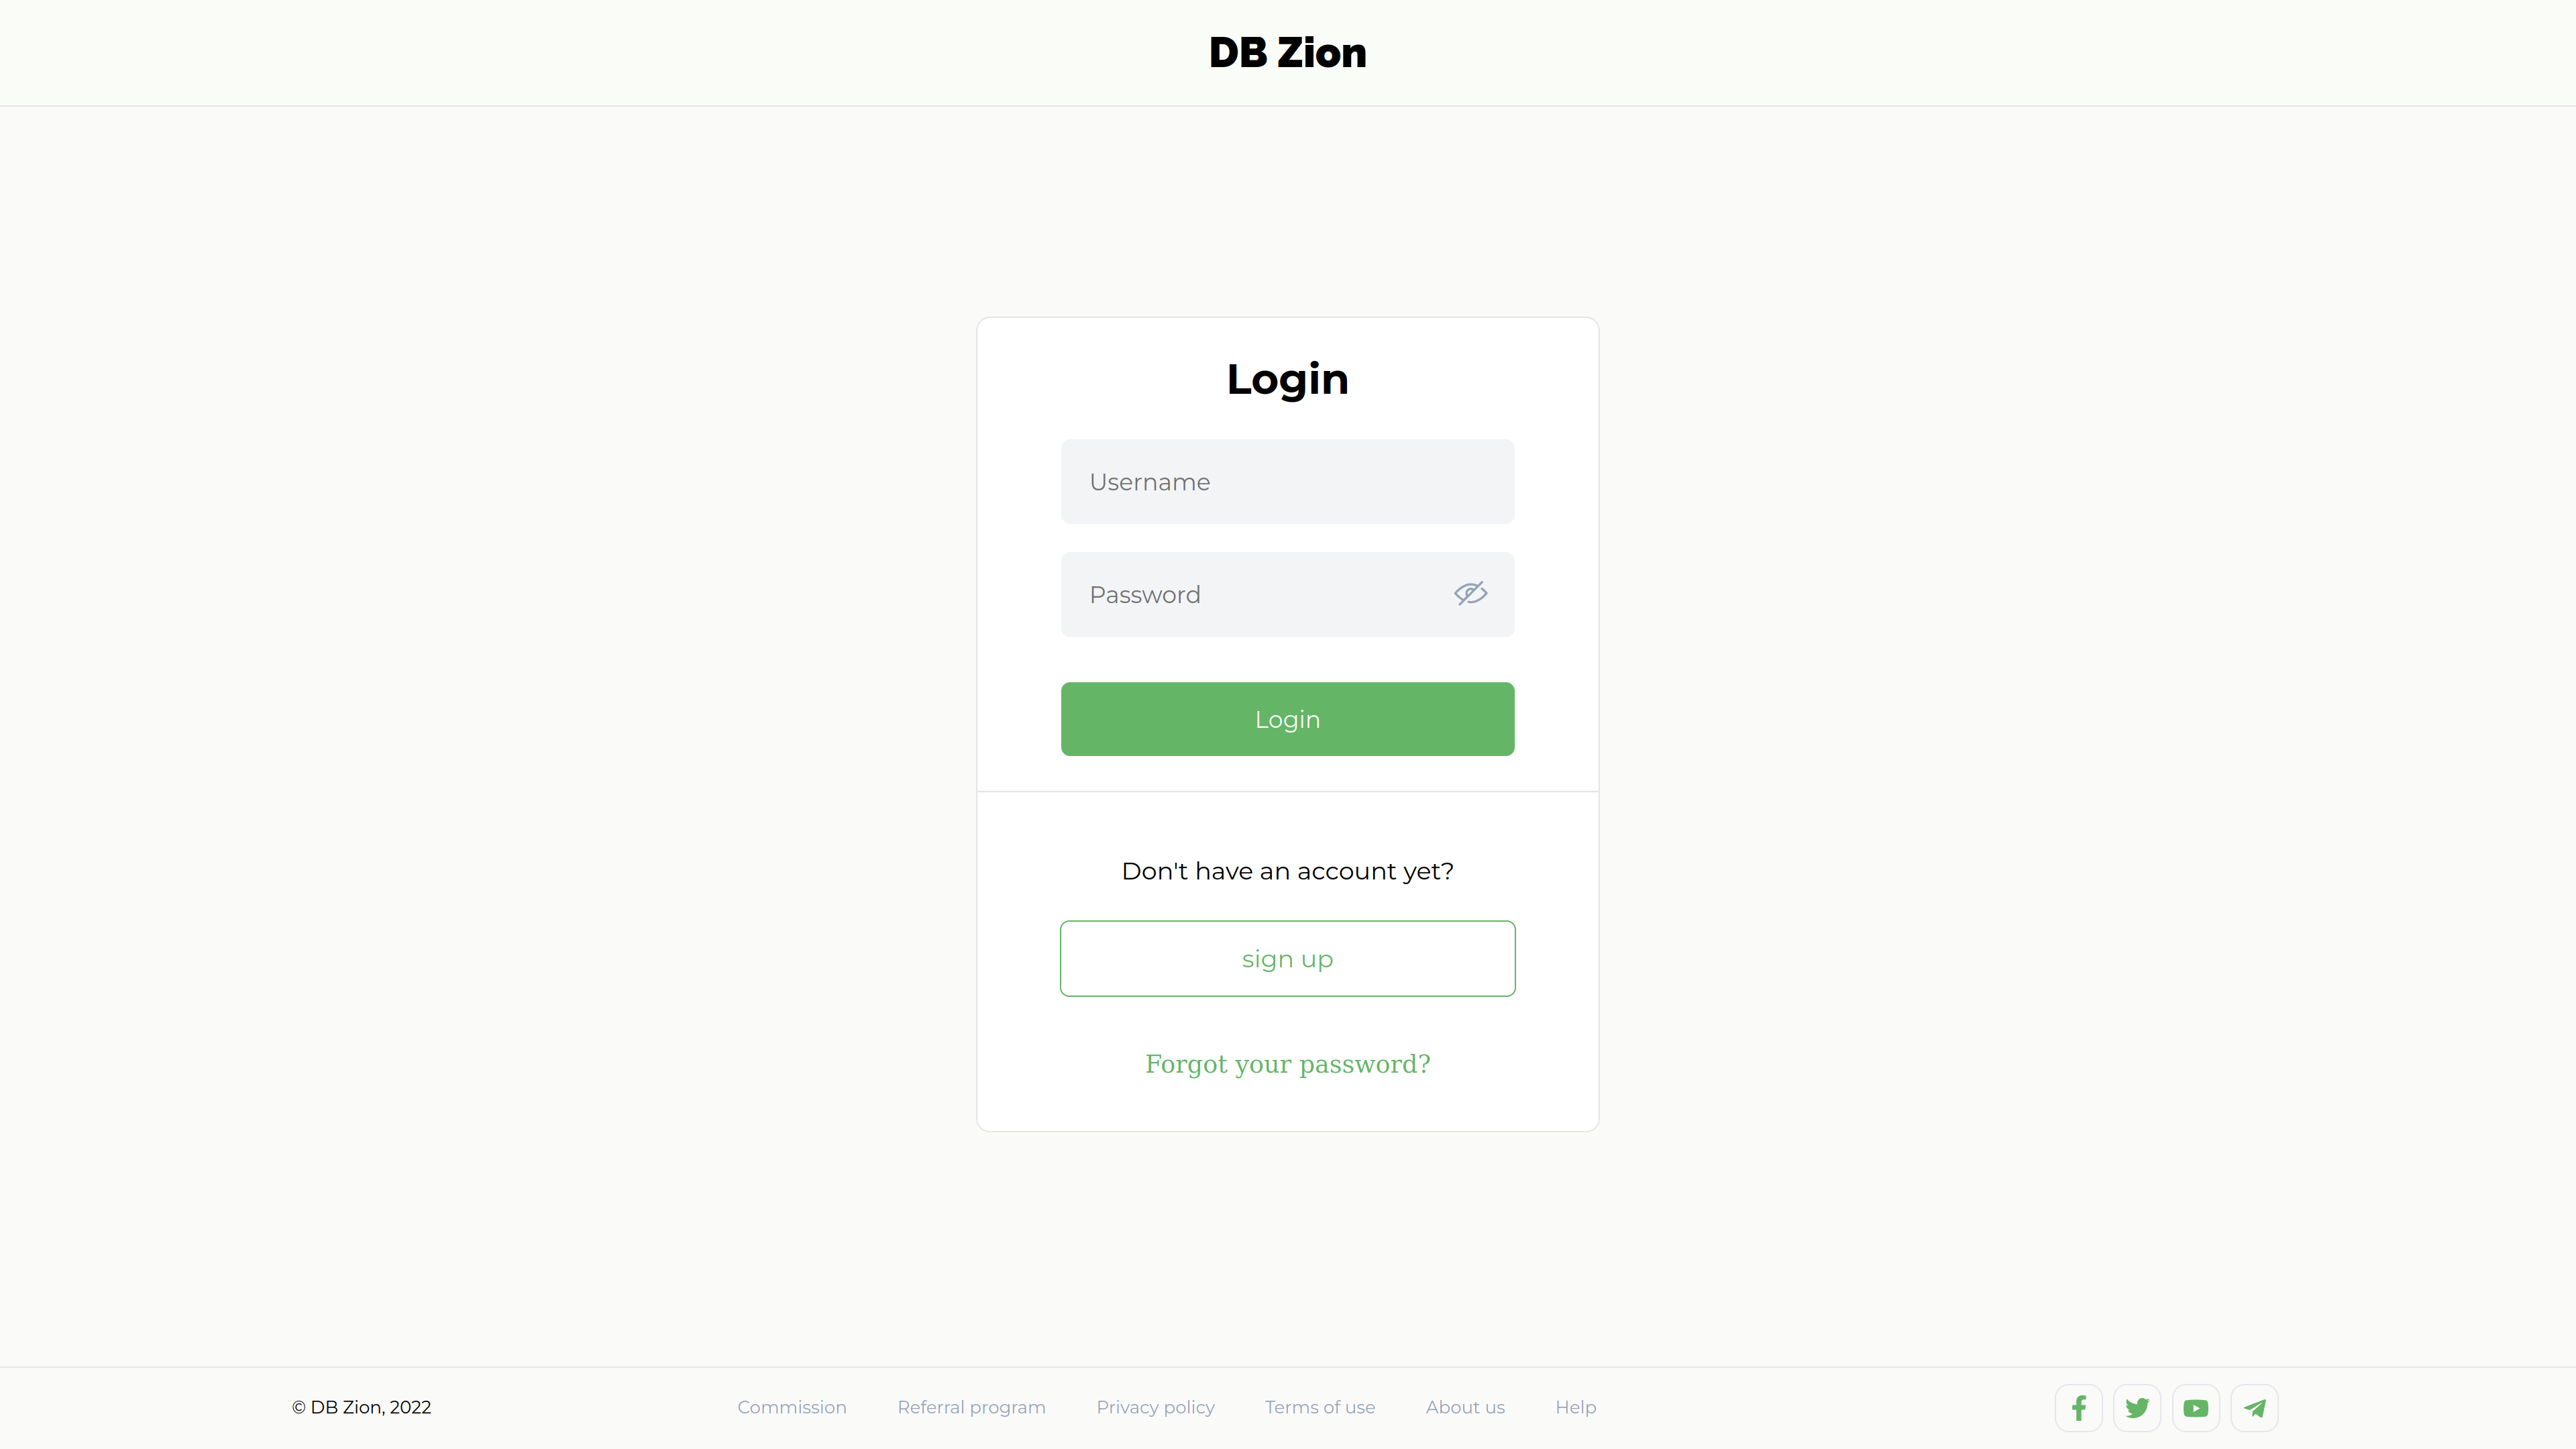 DB Zion
Login
Username
Password
Login
Don't have an account yet?
sign up
Forgot your password?
© DB Zion, 2022 Commission Referral program Privacy policy Terms of use About us Help